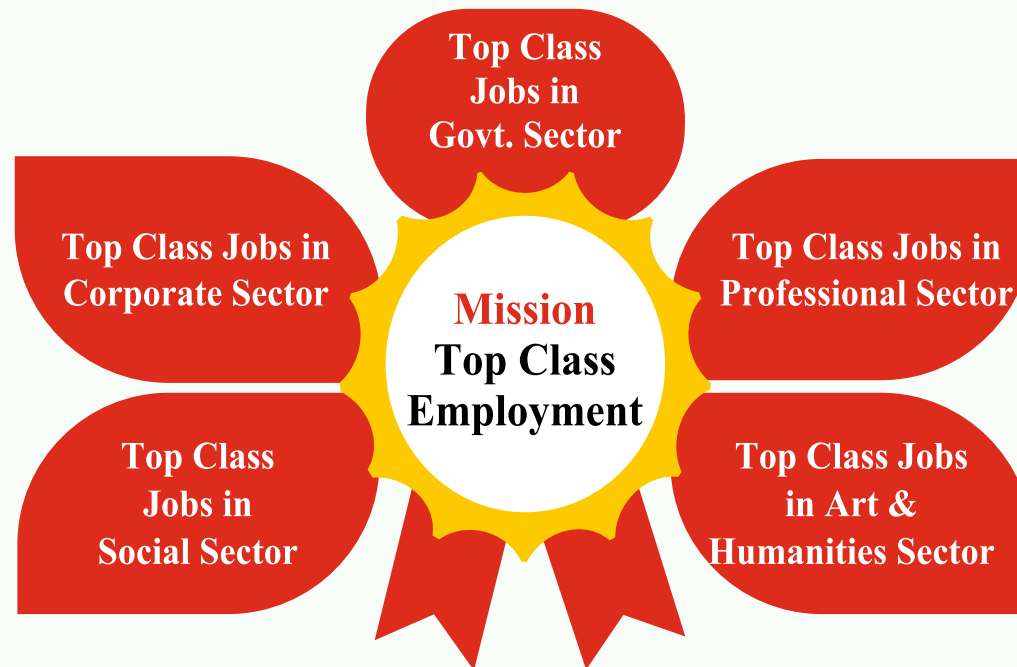 Top Class
Jobs in
Govt. Sector
Top Class Jobs in
Corporate Sector
Top Class Jobs in
Professional Sector
Mission
Top Class
Employment
Top Class
Jobs in
Social Sector
Top Class Jobs
in Art &
Humanities Sector